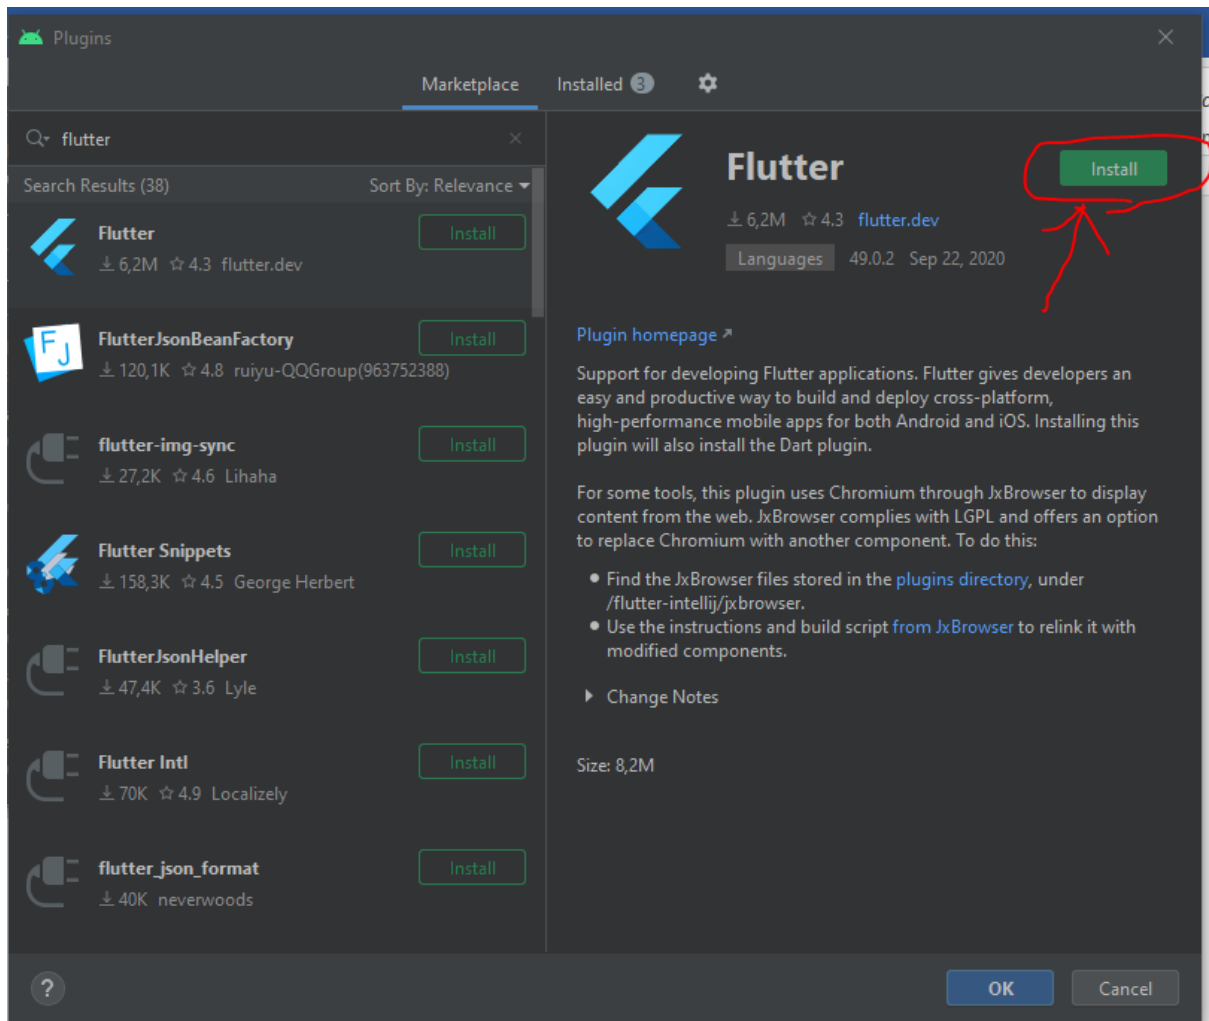 Plugins
Marketplace
Installed 3
flutter
Search Results (38)
Sort By: Relevance
Flutter
6,2M 4.3 flutter.dev
Install
FlutterJsonBeanFactory
120,1K 4.8 ruiyu-QQGroup(963752388)
Install
flutter-img-sync
27,2K 4.6 Lihaha
Install
Flutter Snippets
158,3K 4.5 George Herbert
Install
FlutterJsonHelper
47,4K 3.6 Lyle
Install
Flutter Intl
70K 4.9 Localizely
Install
flutter_json_format
40K neverwoods
Install
Flutter
Install
6,2M 4.3 flutter.dev
Languages 49.0.2 Sep 22, 2020
Plugin homepage
Support for developing Flutter applications. Flutter gives developers an
easy and productive way to build and deploy cross-platform,
high-performance mobile apps for both Android and iOS. Installing this
plugin will also install the Dart plugin.
For some tools, this plugin uses Chromium through JxBrowser to display
content from the web. JxBrowser complies with LGPL and offers an option
to replace Chromium with another component. To do this:
Find the JxBrowser files stored in the plugins directory, under
/flutter-intellij/jxbrowser.
Use the instructions and build script from JxBrowser to relink it with
modified components.
Change Notes
Size: 8,2M
?
OK
Cancel